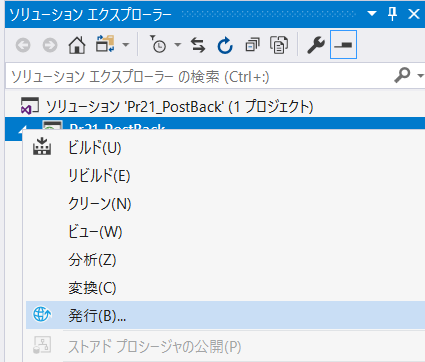 ソリューション エクスプローラー
ソリューション エクスプローラー の検索 (Ctrl+:)
ソリューション 'Pr21_PostBack' (1 プロジェクト)
Pr21_PostBack
ビルド(U)
リビルド(E)
クリーン(N)
ビュー(W)
分析(Z)
変換(C)
発行(B)...
ストアド プロシージャの公開(P)